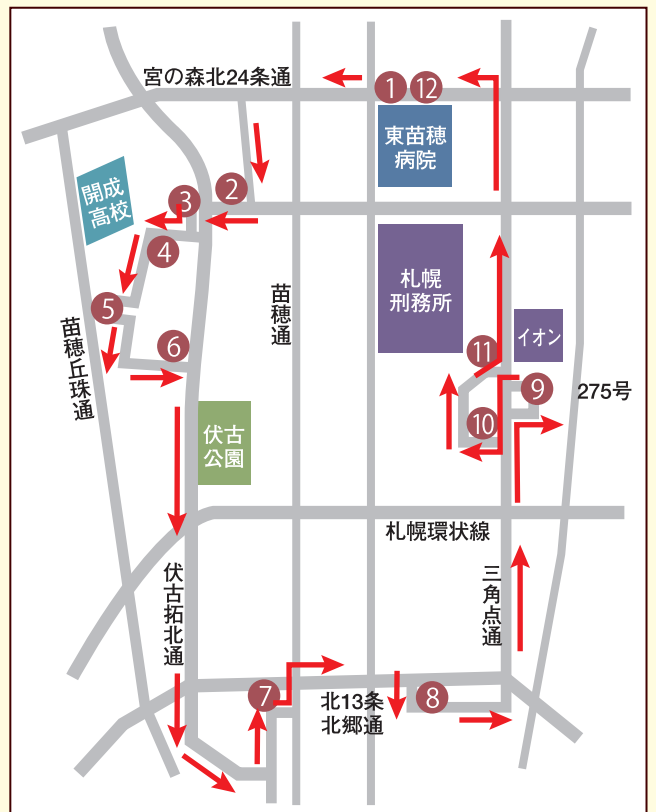 宮の森北24条通
①
⑫
東苗穂
病院
開成
高校
③
②
④
札幌
刑務所
苗穂通
⑤
苗穂丘珠通
⑥
⑪
イオン
⑨
275号
⑩
伏古
公園
札幌環状線
伏古拓北通
三角点通
⑦
北13条
北郷通
⑧